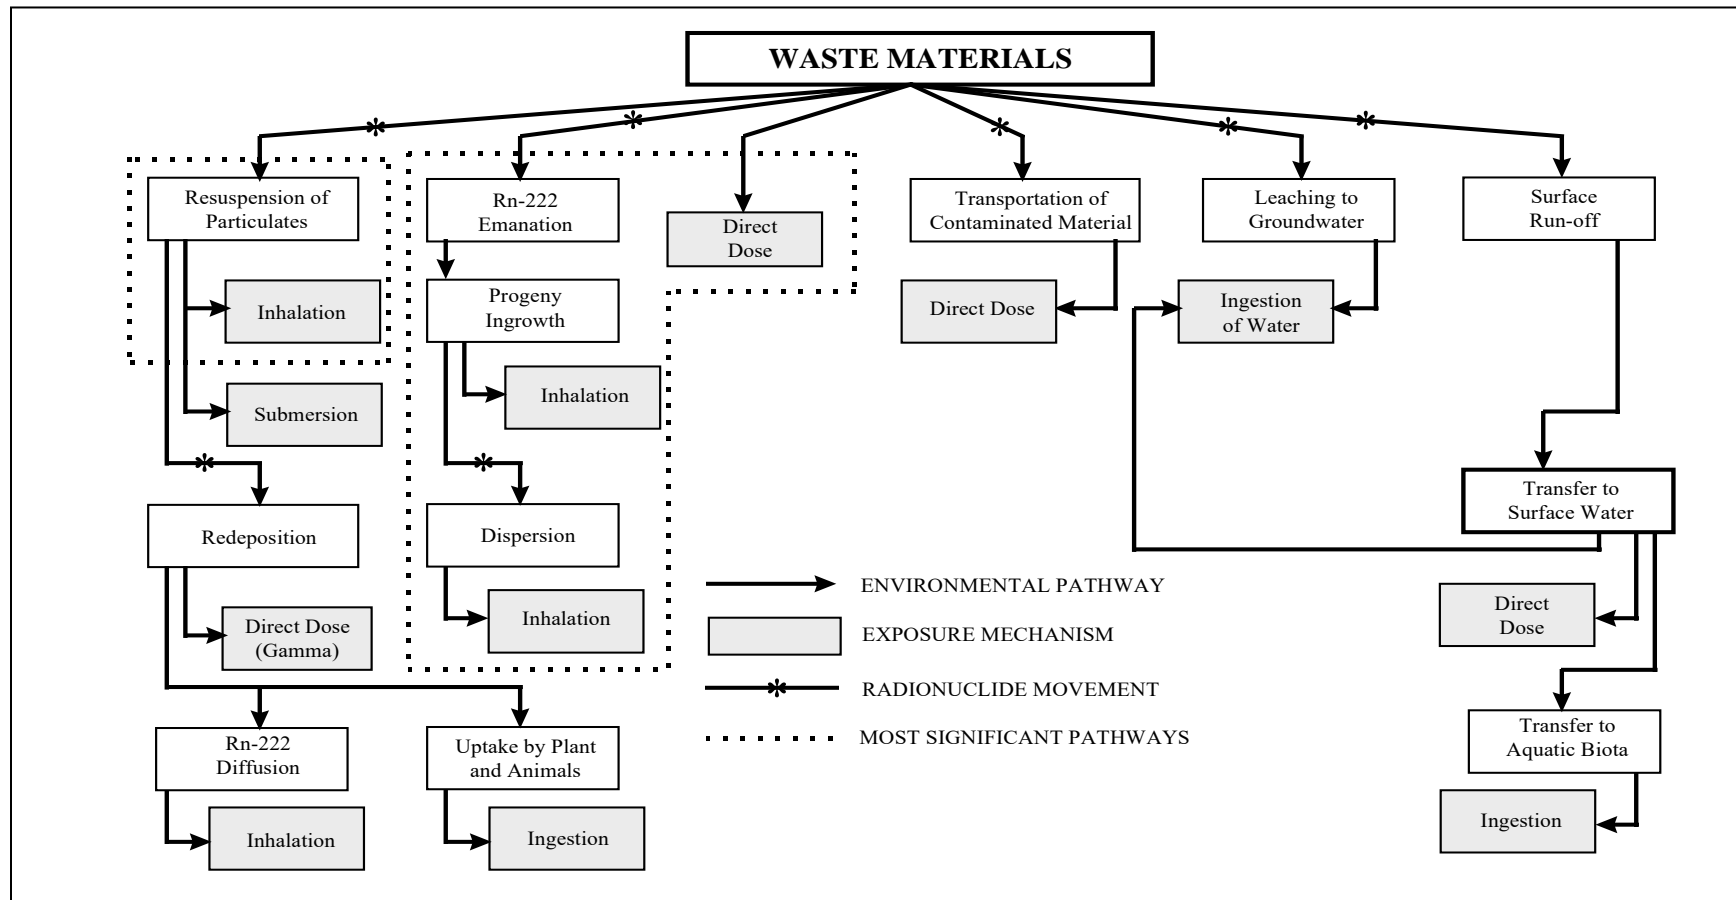 WASTE MATERIALS
Resuspension of
Particulates
Rn-222
Emanation
Direct
Dose
Transportation of
Contaminated Material
Leaching to
Groundwater
Surface
Run-off
Inhalation
Progeny
Ingrowth
Direct Dose
Ingestion
of Water
Submersion
Inhalation
Redeposition
Dispersion
Transfer to
Surface Water
Direct Dose
(Gamma)
Inhalation
ENVIRONMENTAL PATHWAY
EXPOSURE MECHANISM
RADIONUCLIDE MOVEMENT
MOST SIGNIFICANT PATHWAYS
Direct
Dose
Rn-222
Diffusion
Uptake by Plant
and Animals
Transfer to
Aquatic Biota
Inhalation
Ingestion
Ingestion